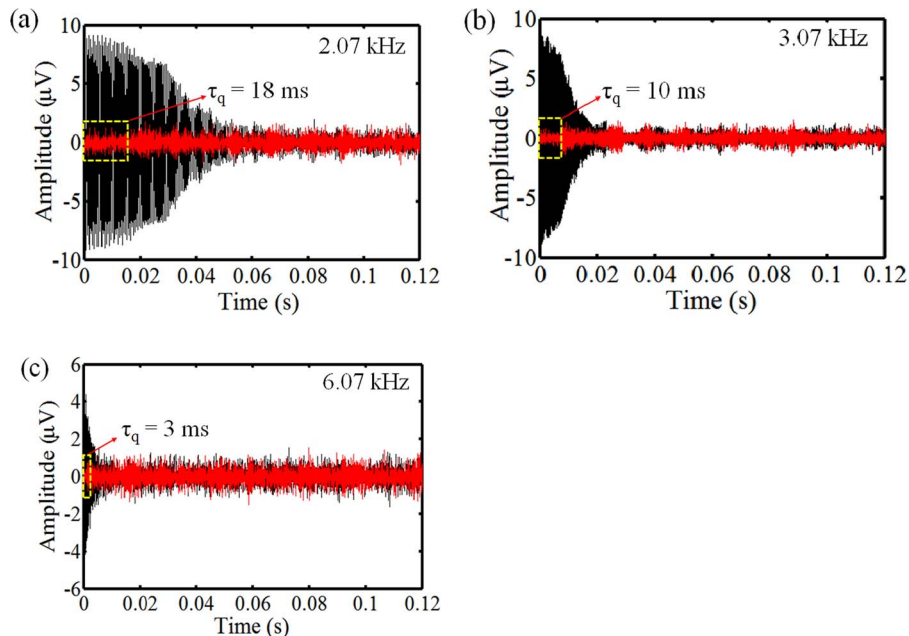 (a)
2.07 kHz
τq = 18 ms
Amplitude (μV)
10
5
0
-5
-10
0 0.02 0.04 0.06 0.08 0.1 0.12
Time (s)
(b)
3.07 kHz
τq = 10 ms
Amplitude (μV)
10
5
0
-5
-10
0 0.02 0.04 0.06 0.08 0.1 0.12
Time (s)
(c)
6.07 kHz
τq = 3 ms
Amplitude (μV)
6
4
2
0
-2
-4
-6
0 0.02 0.04 0.06 0.08 0.1 0.12
Time (s)